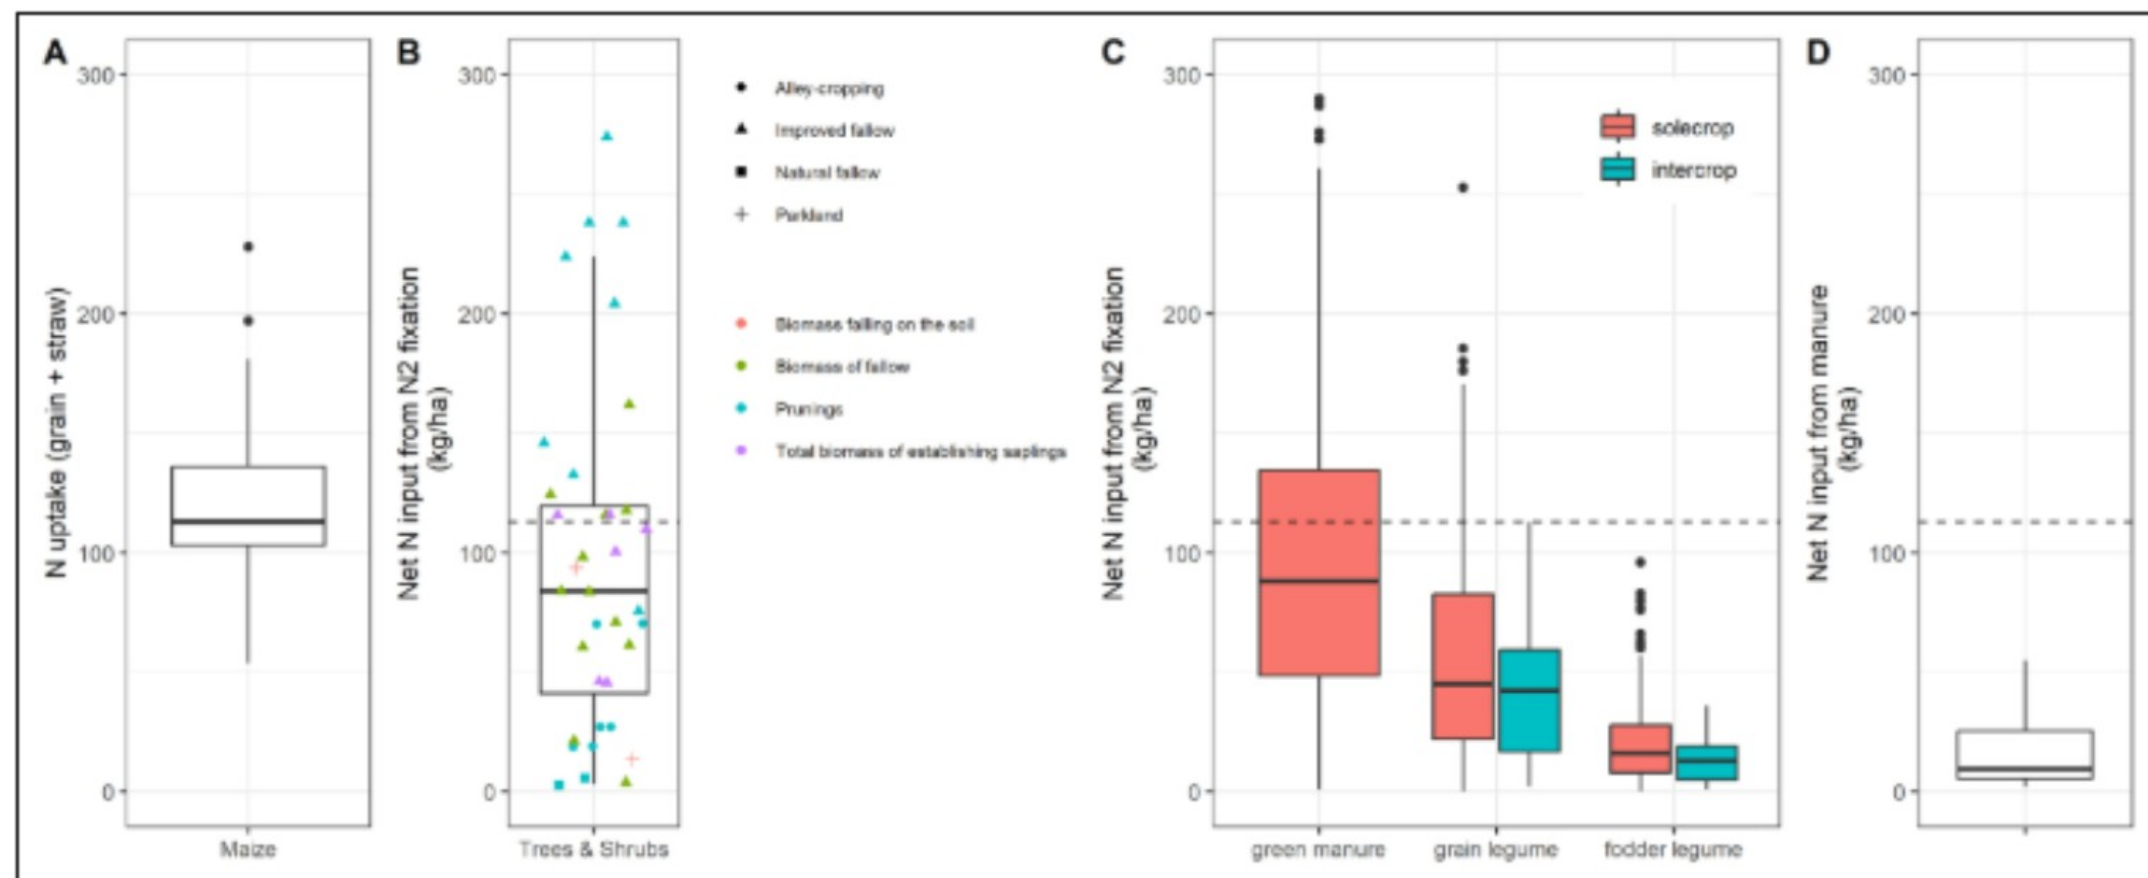 A
N uptake (grain + straw)
300
200
100
0
Maize
B
Net N input from N2 fixation
(kg/ha)
300
200
100
0
Trees & Shrubs
Alley-cropping
Improved fallow
Natural fallow
Parkland
Biomass falling on the soil
Biomass of fallow
Prunings
Total biomass of establishing saplings
C
Net N input from N2 fixation
(kg/ha)
300
200
100
0
solecrop
intercrop
green manure
grain legume
fodder legume
D
Net N input from manure
(kg/ha)
300
200
100
0